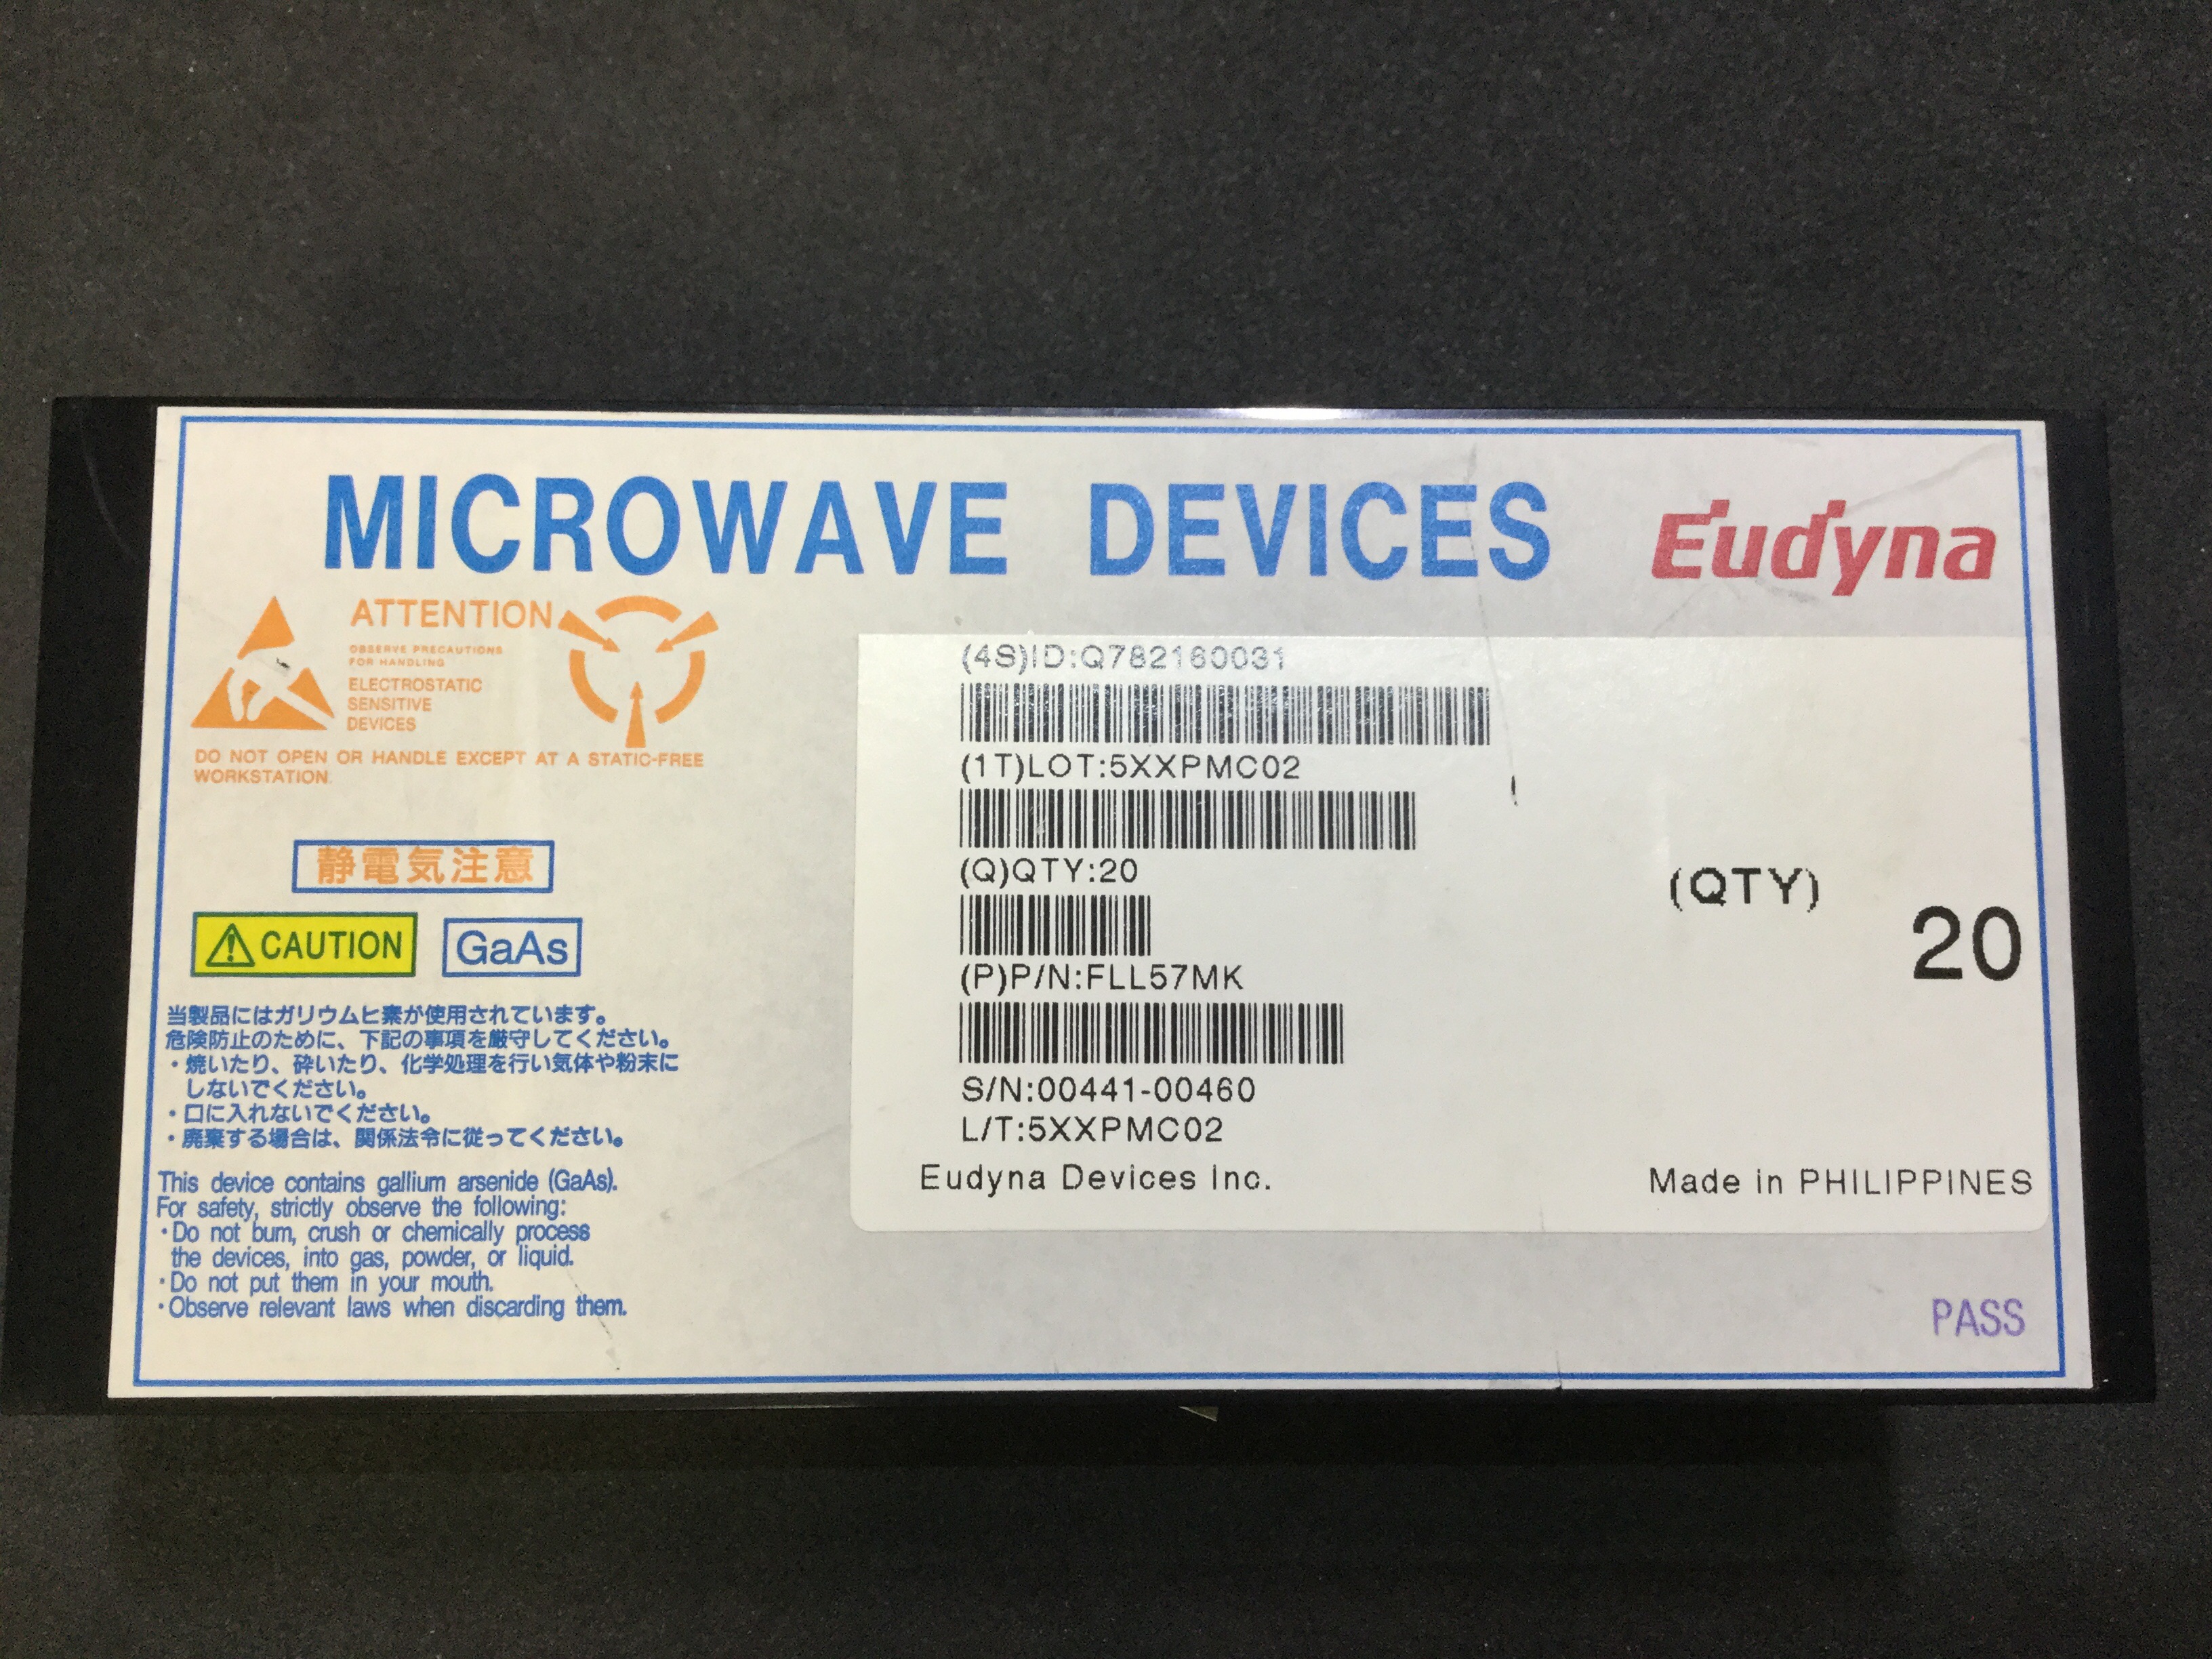 MICROWAVE DEVICES
Eudyna
ATTENTION
OBSERVE PRECAUTIONS
FOR HANDLING
ELECTROSTATIC
SENSITIVE
DEVICES
DO NOT OPEN OR HANDLE EXCEPT AT A STATIC-FREE
WORKSTATION.
静電気注意
CAUTION
GaAs
当製品にはガリウムヒ素が使用されています。
危険防止のために、下記の事項を厳守してください。
・焼いたり、砕いたり、化学処理を行い気体や粉末に
しないでください。
・口に入れないでください。
・廃棄する場合は、関係法令に従ってください。
This device contains gallium arsenide (GaAs).
For safety, strictly observe the following:
・Do not burn, crush or chemically process
the devices, into gas, powder, or liquid.
・Do not put them in your mouth.
・Observe relevant laws when discarding them.
(4S)ID:Q782160031
(1T)LOT:5XXPMC02
(Q)QTY:20
(P)P/N:FLL57MK
S/N:00441-00460
L/T:5XXPMC02
Eudyna Devices Inc.
(QTY)
20
Made in PHILIPPINES
PASS